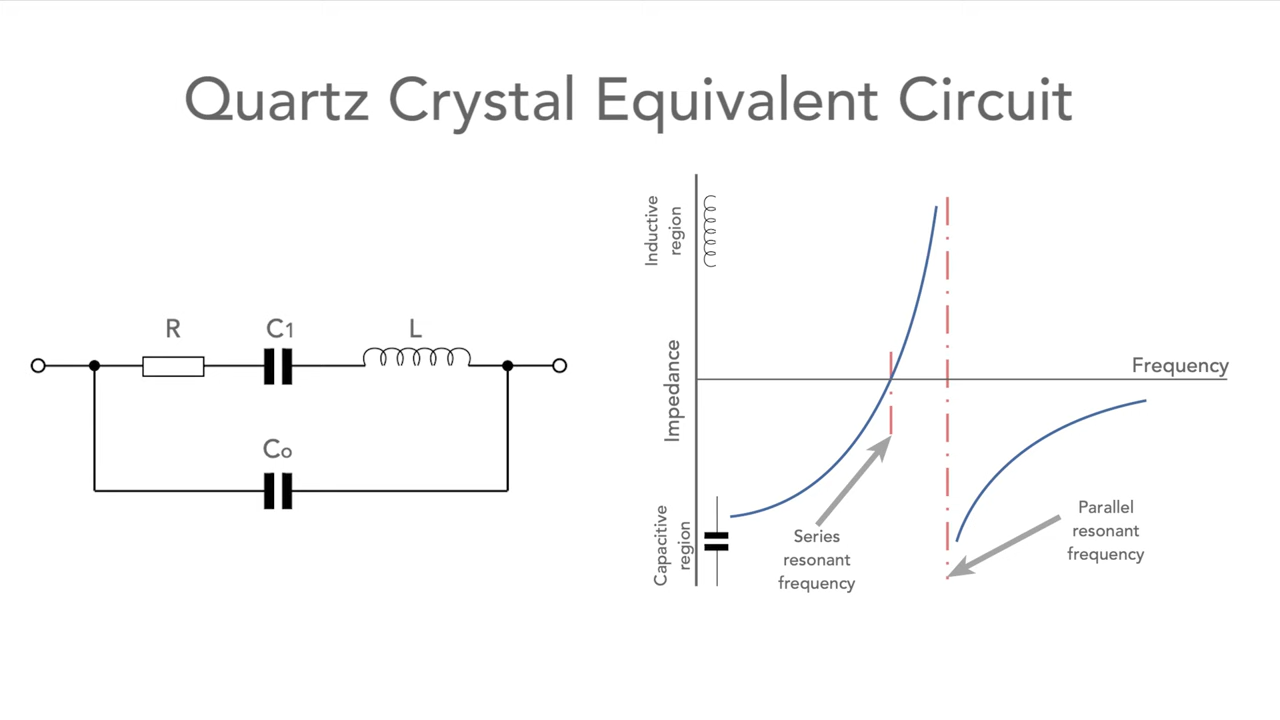 Quartz Crystal Equivalent Circuit
R
C1
L
Co
Inductive
region
Impedance
Capacitive
region
Frequency
Series
resonant
frequency
Parallel
resonant
frequency